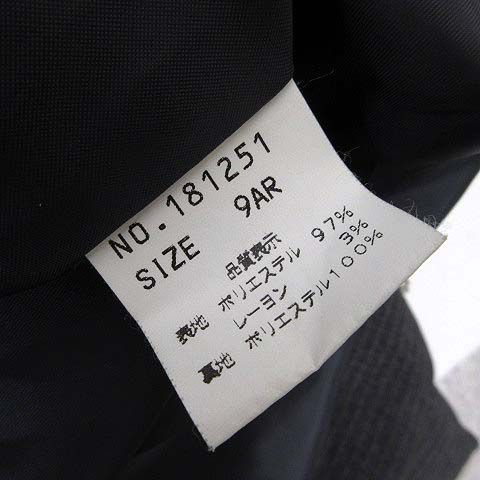 NO.181251
SIZE 9AR
品質表示
表地 ポリエステル 97%
レーヨン 3%
裏地 ポリエステル100%